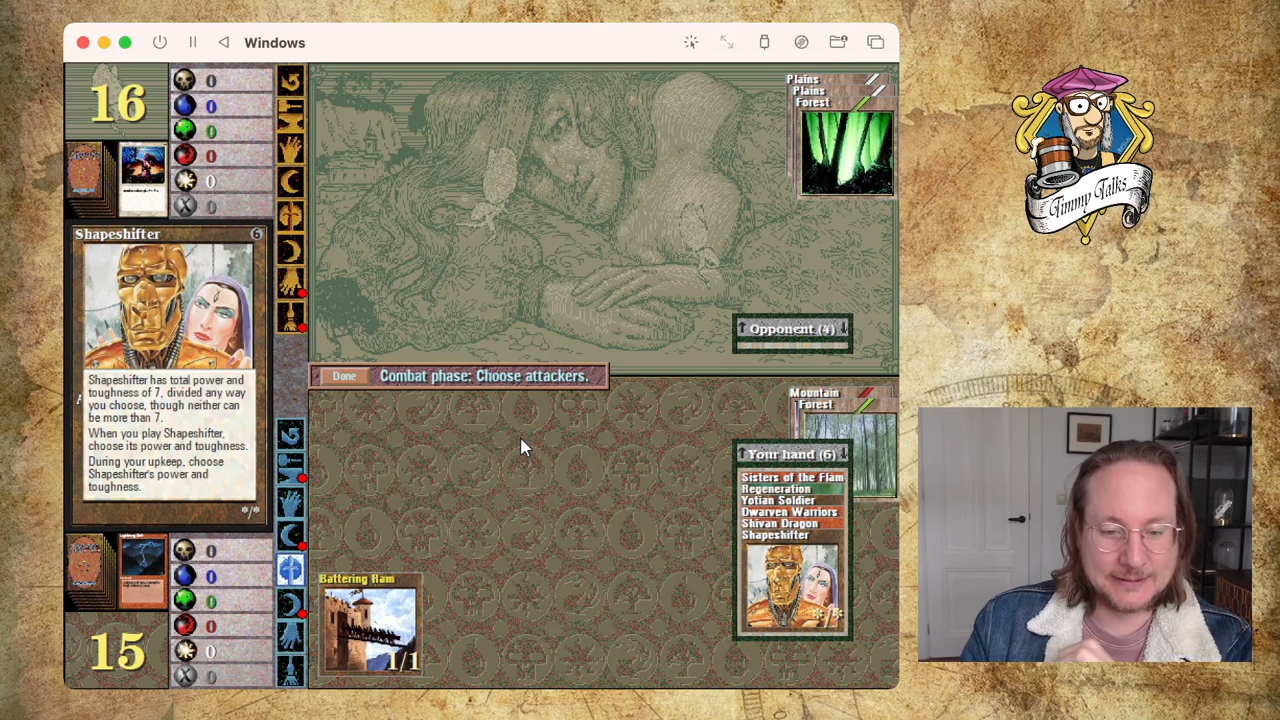 Windows
16
0
0
0
0
0
0
Shapeshifter 6
Shapeshifter has total power and
toughness of 7, divided any way
you choose, though neither can
be more than 7.
When you play Shapeshifter,
choose its power and toughness.
During your upkeep, choose
Shapeshifter's power and
toughness.
*/*
15
0
0
0
0
0
0
Plains
Plains
Forest
Opponent (4)
Done Combat phase: Choose attackers.
Mountain
Forest
Your hand (6)
Sisters of the Flam
Regeneration
Yotian Soldier
Dwarven Warriors
Shivan Dragon
Shapeshifter
*/*
Battering Ram
1/1
Timmy Talks